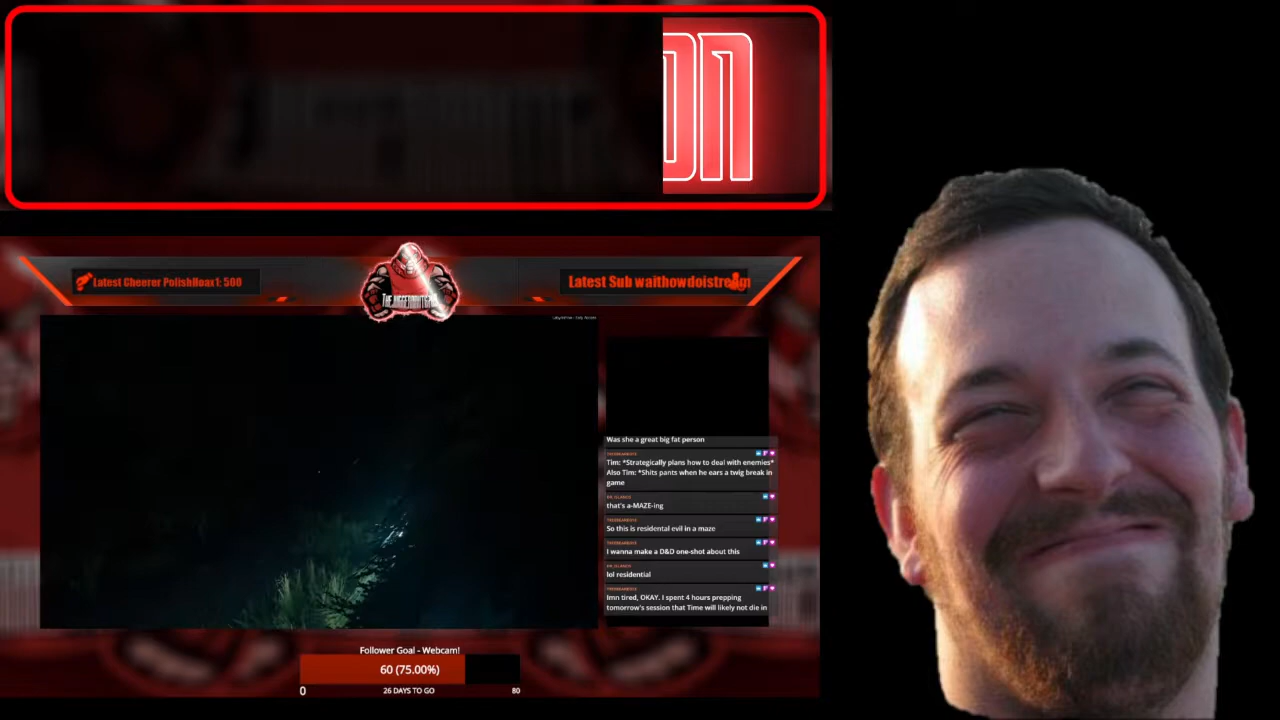 on
Latest Cheerer PolishHoax1: 500
Latest Sub waithowdoistream
Was she a great big fat person
Tim: *Strategically plans how to deal with enemies*
Also Tim: *Shits pants when he ears a twig break in
game
that's a-MAZE-ing
So this is residental evil in a maze
I wanna make a D&D one-shot about this
lol residential
Imn tired, OKAY. I spent 4 hours prepping
tomorrow's session that Time will likely not die in
Follower Goal - Webcam!
60 (75.00%)
0
26 DAYS TO GO
80